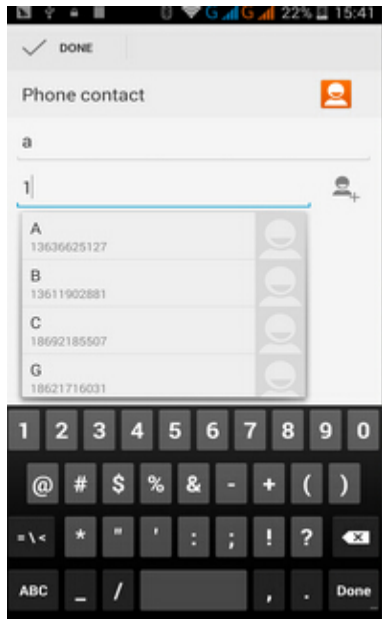 G G 22% 15:41
DONE
Phone contact
a
1
A
13636625127
B
13611902881
C
18692185507
G
18621716031
1 2 3 4 5 6 7 8 9 0
@ # $ % & - + ( )
= \ < * " ' : ; ! ?
ABC _ / , . Done